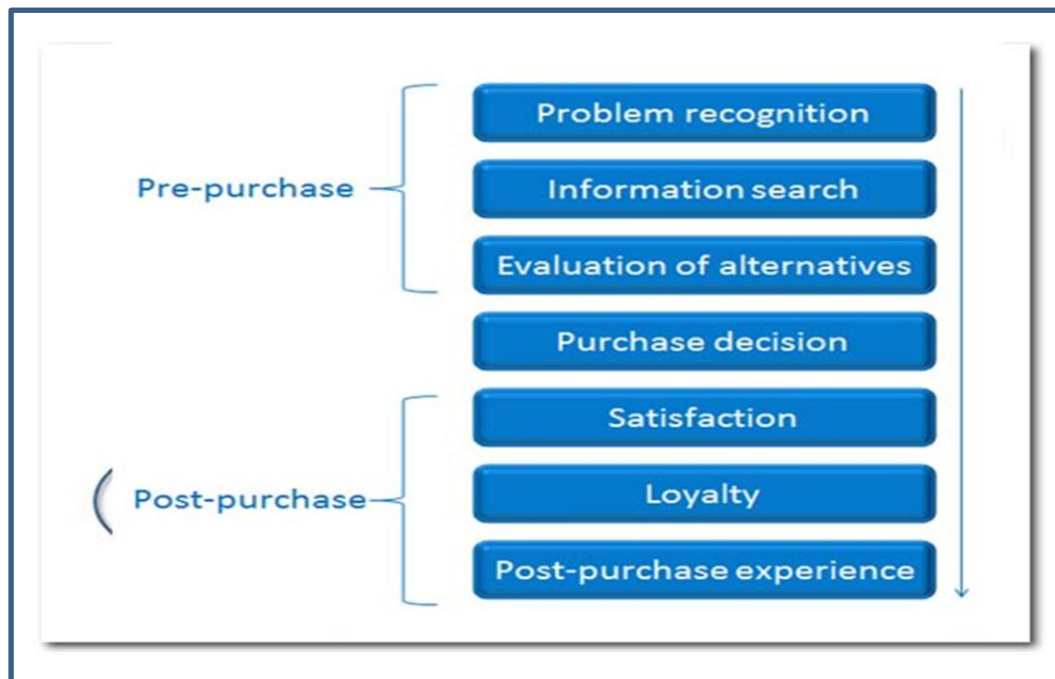 Problem recognition
Pre-purchase
Information search
Evaluation of alternatives
Purchase decision
Satisfaction
Loyalty
Post-purchase
Post-purchase experience